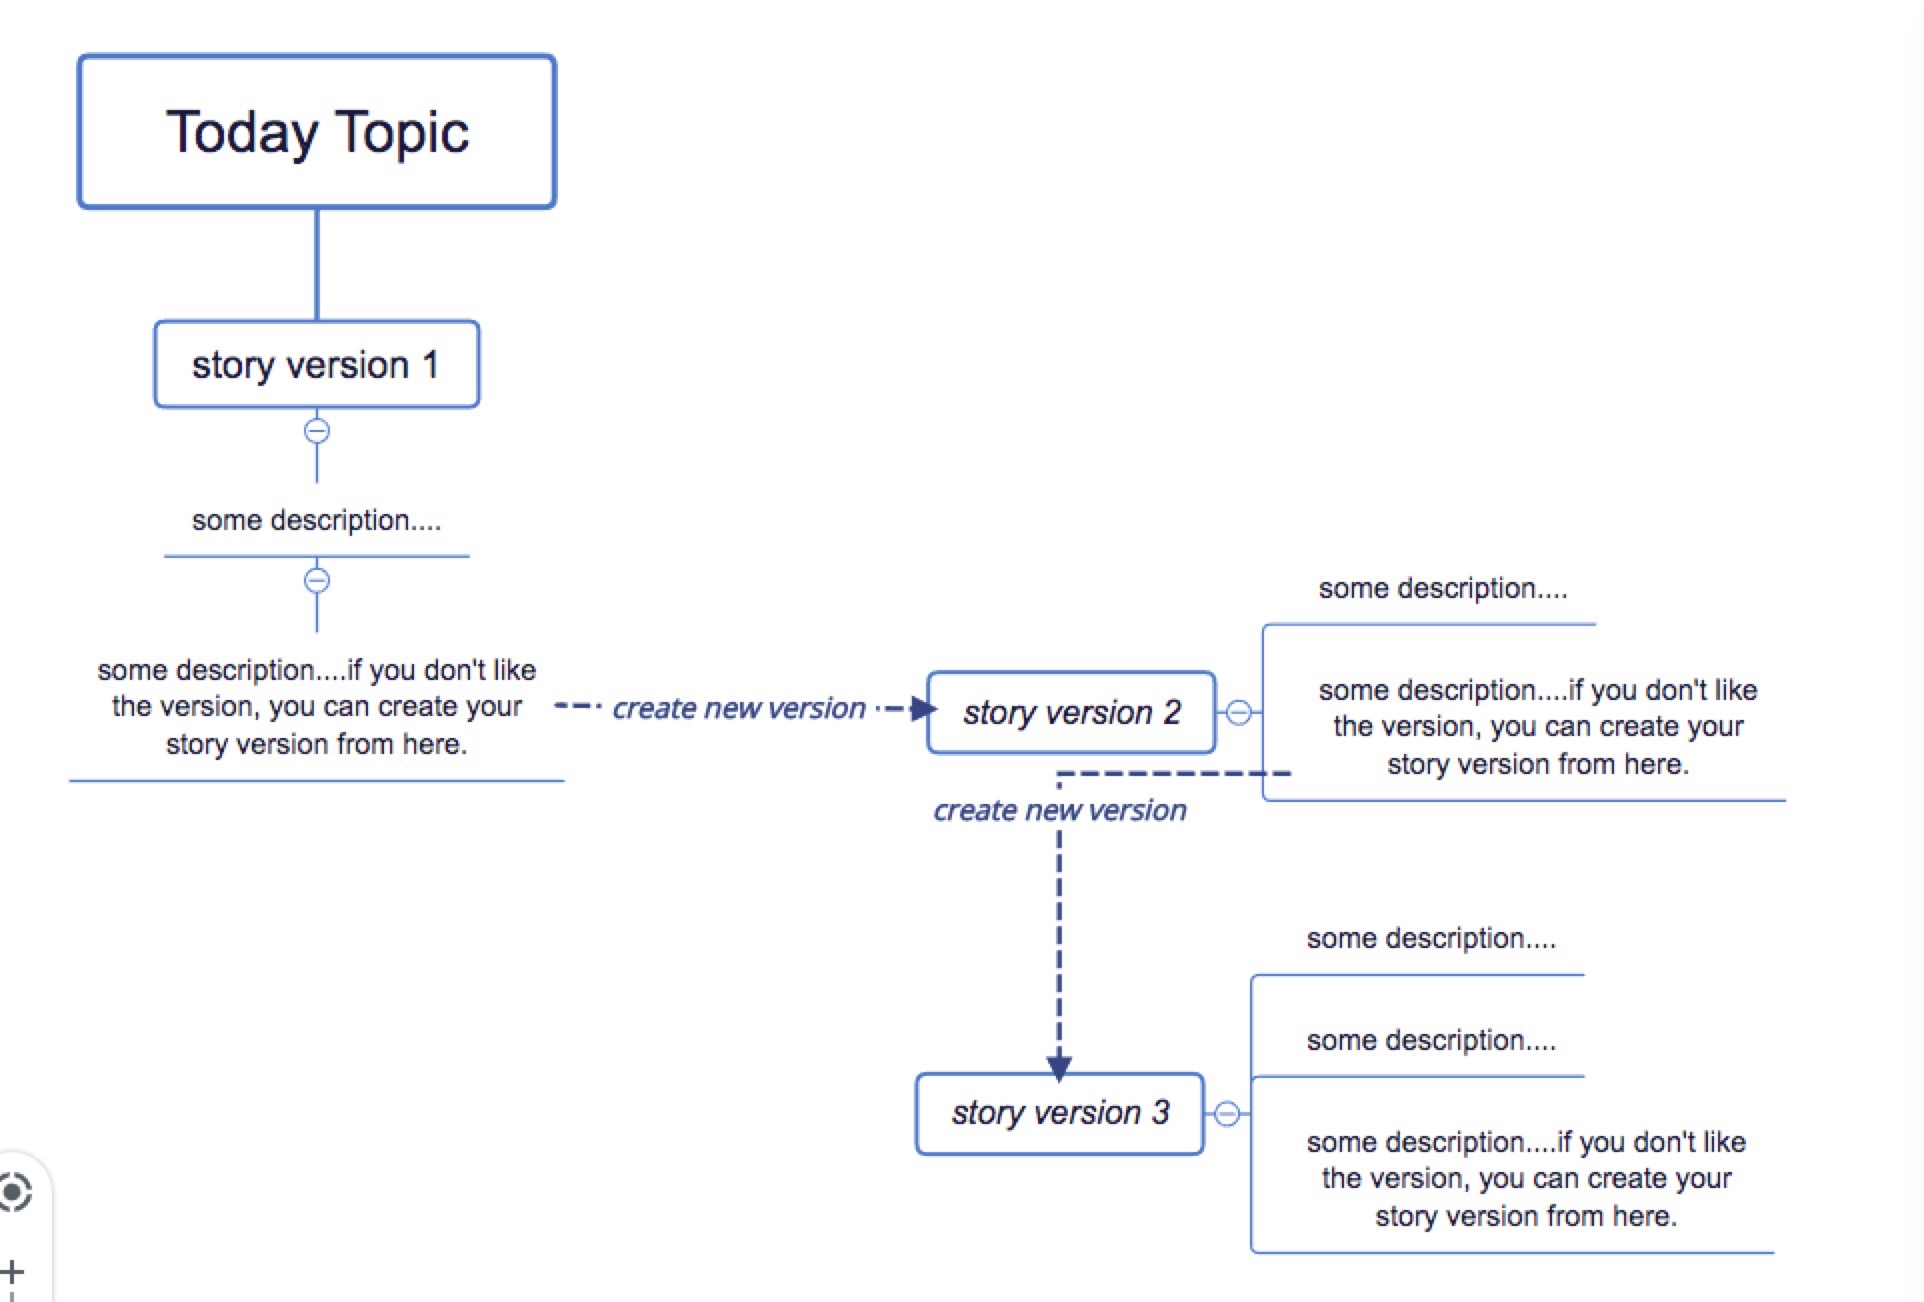 Today Topic
story version 1
some description....
some description....if you don't like
the version, you can create your
story version from here.
create new version
story version 2
some description....
some description....if you don't like
the version, you can create your
story version from here.
create new version
story version 3
some description....
some description....
some description....if you don't like
the version, you can create your
story version from here.